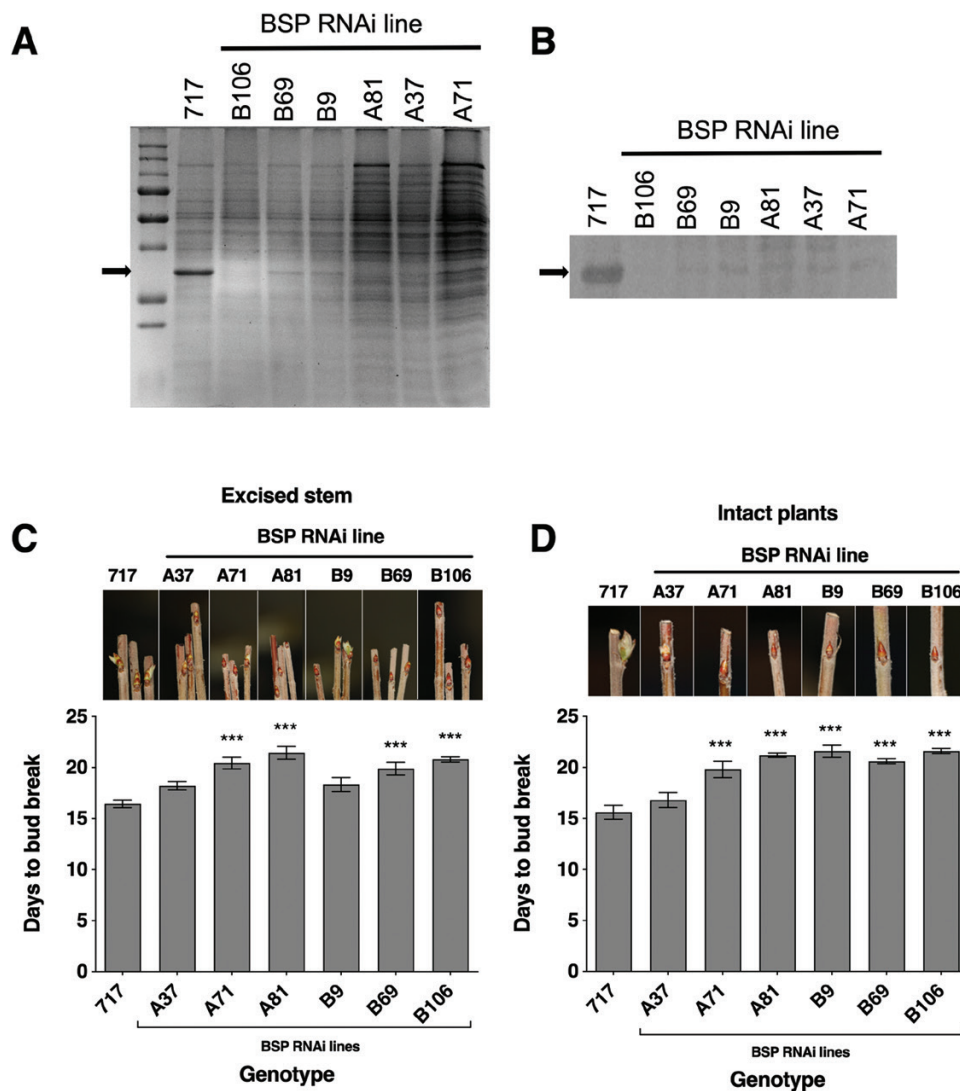 A
BSP RNAi line
717
B106
B69
B9
A81
A37
A71
B
BSP RNAi line
717
B106
B69
B9
A81
A37
A71
C
Excised stem
BSP RNAi line
717 A37 A71 A81 B9 B69 B106
Days to bud break
25
20
15
10
5
0
*** *** *** ***
717 A37 A71 A81 B9 B69 B106
BSP RNAi lines
Genotype
D
Intact plants
BSP RNAi line
717 A37 A71 A81 B9 B69 B106
Days to bud break
25
20
15
10
5
0
*** *** *** *** ***
717 A37 A71 A81 B9 B69 B106
BSP RNAi lines
Genotype